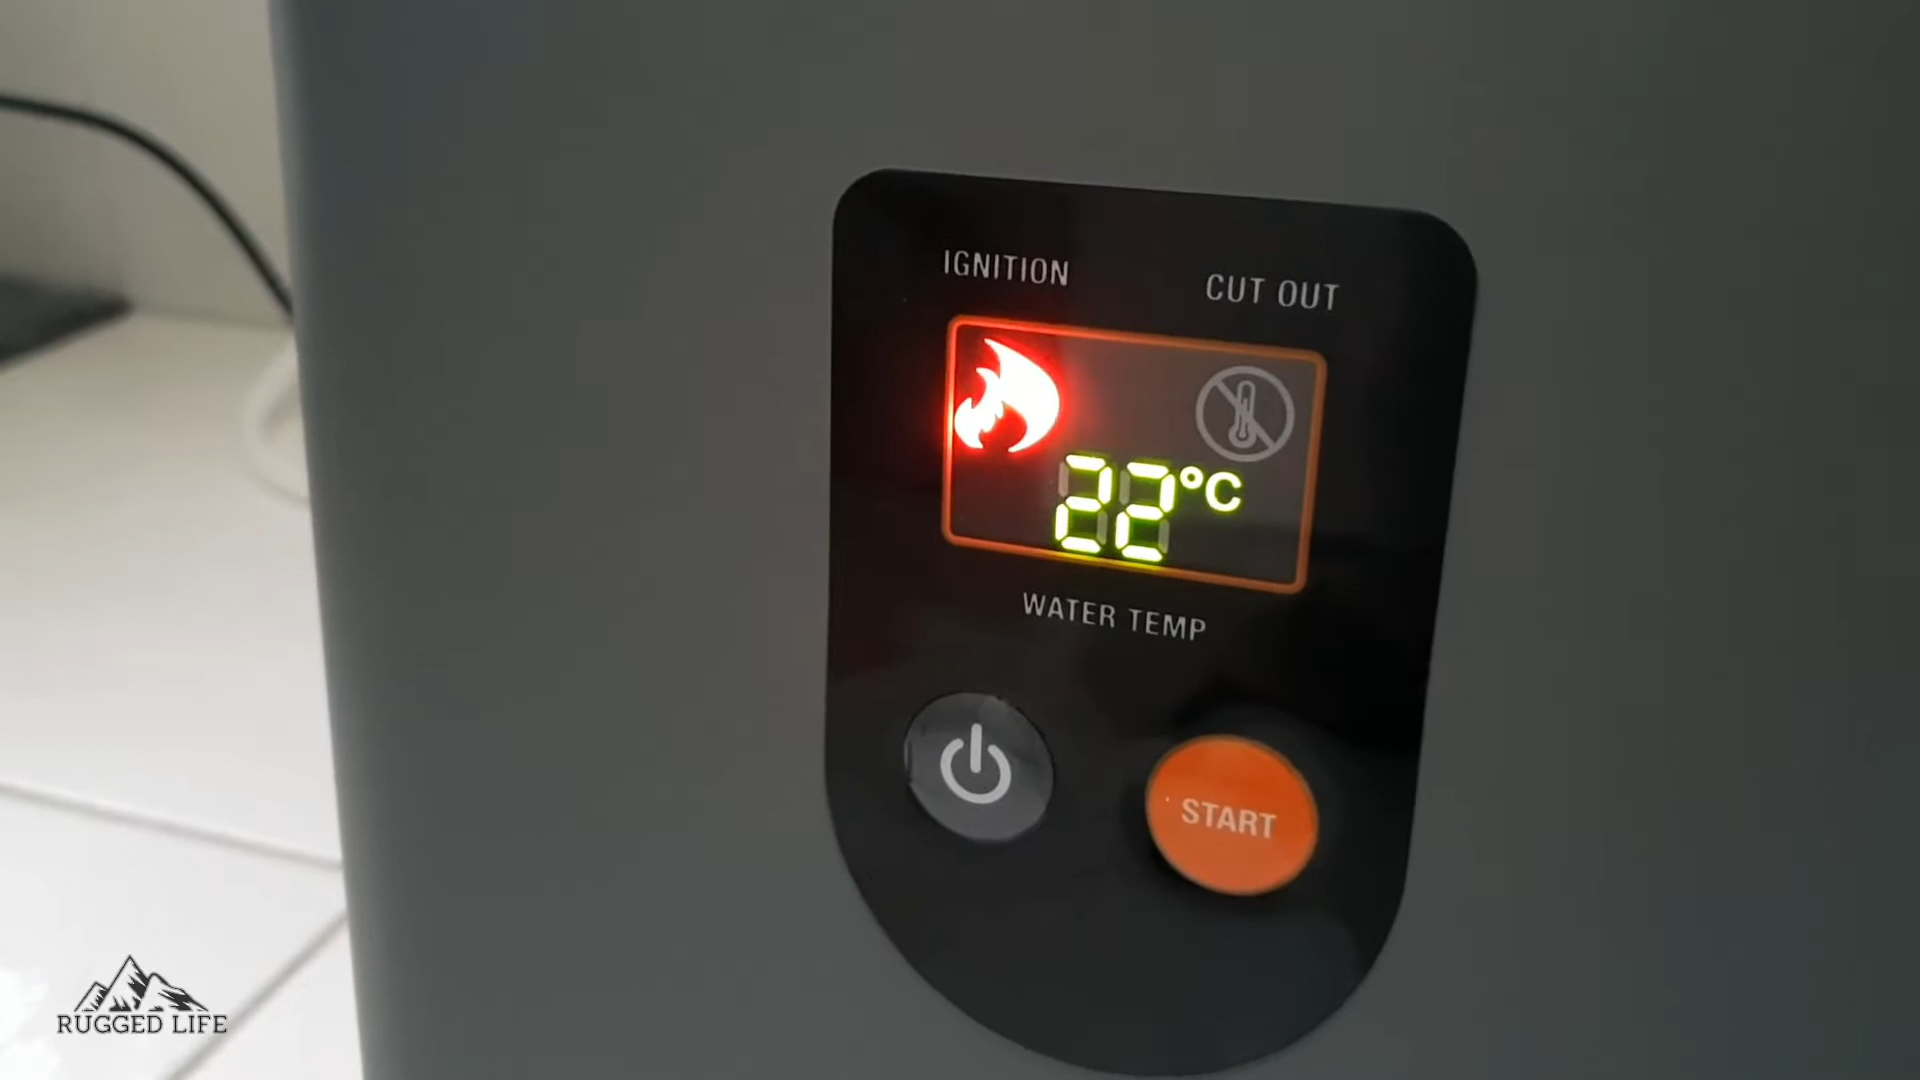 IGNITION
CUT OUT
22°C
WATER TEMP
START
RUGGED LIFE